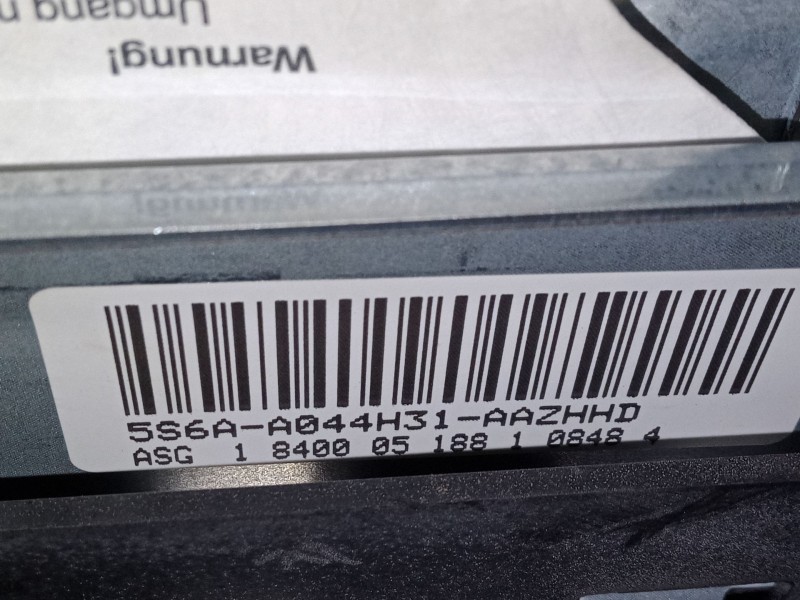 Warnung!
Umgang
5S6A-A044H31-AAZHHD
ASG 1 8400 05 188 1 0848 4